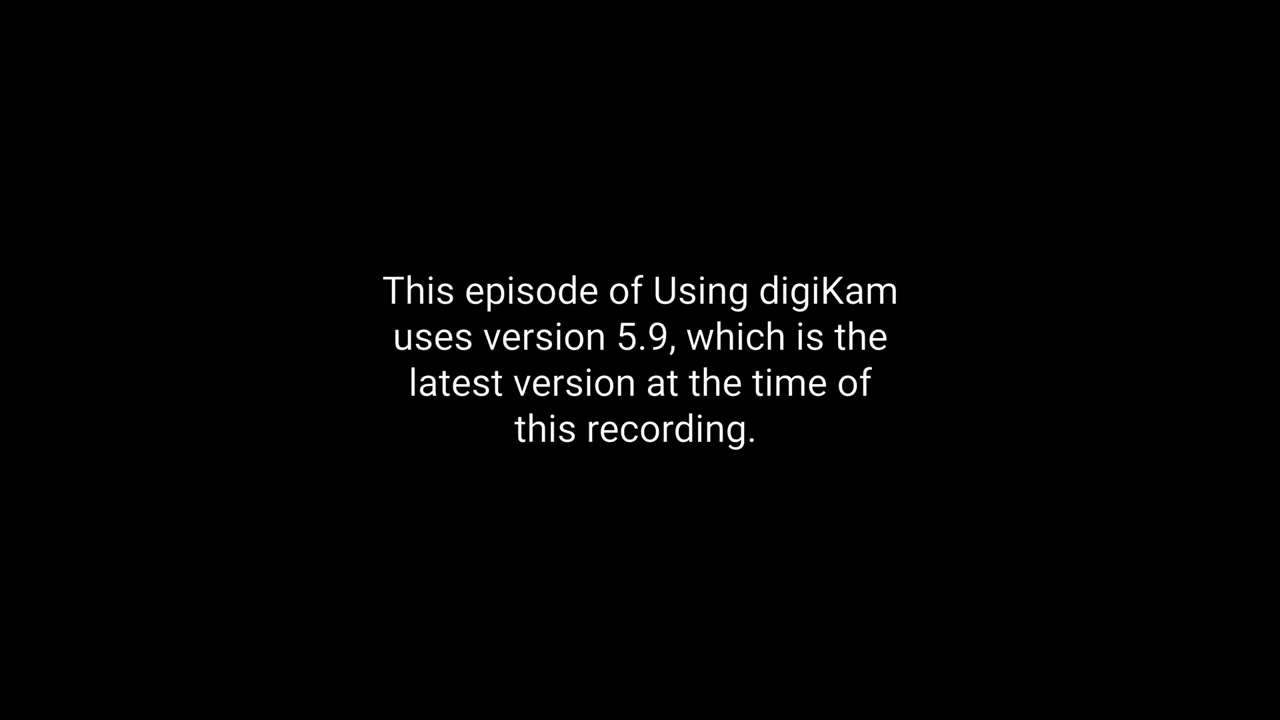 This episode of Using digiKam
uses version 5.9, which is the
latest version at the time of
this recording.